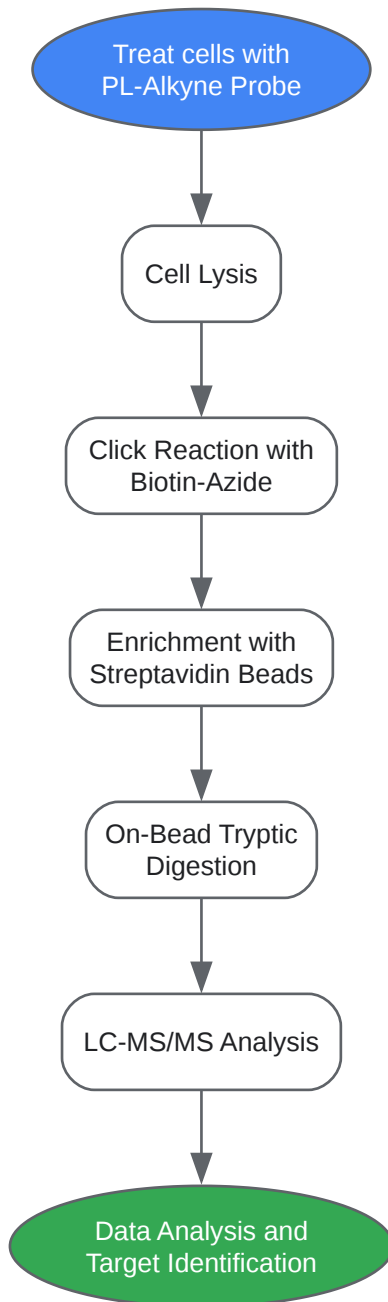 Treat cells with
PL-Alkyne Probe
Cell Lysis
Click Reaction with
Biotin-Azide
Enrichment with
Streptavidin Beads
On-Bead Tryptic
Digestion
LC-MS/MS Analysis
Data Analysis and
Target Identification